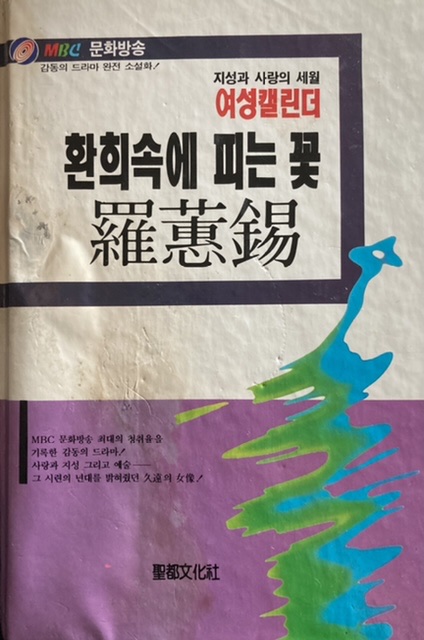 MBC 문화방송
감동의 드라마 완전 소설화!
지성과 사랑의 세월
여성캘린더
환희속에 피는 꽃
羅蕙錫
MBC 문화방송 최대의 청취율을
기록한 감동의 드라마!
사랑과 지성 그리고 예술──
그 시련의 년대를 밝혀줬던 久遠의 女像!
聖都文化社